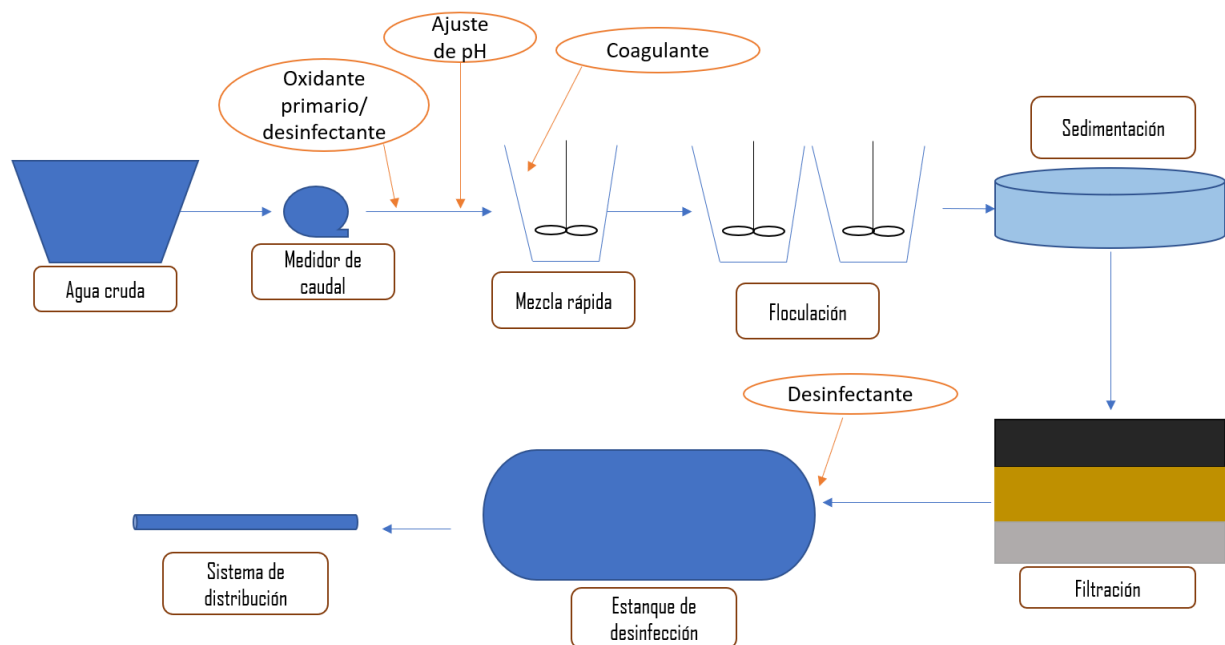 Ajuste
de pH
Coagulante
Oxidante
primario/
desinfectante
Sedimentación
Agua cruda
Medidor de
caudal
Mezcla rápida
Floculación
Desinfectante
Sistema de
distribución
Estanque de
desinfección
Filtración